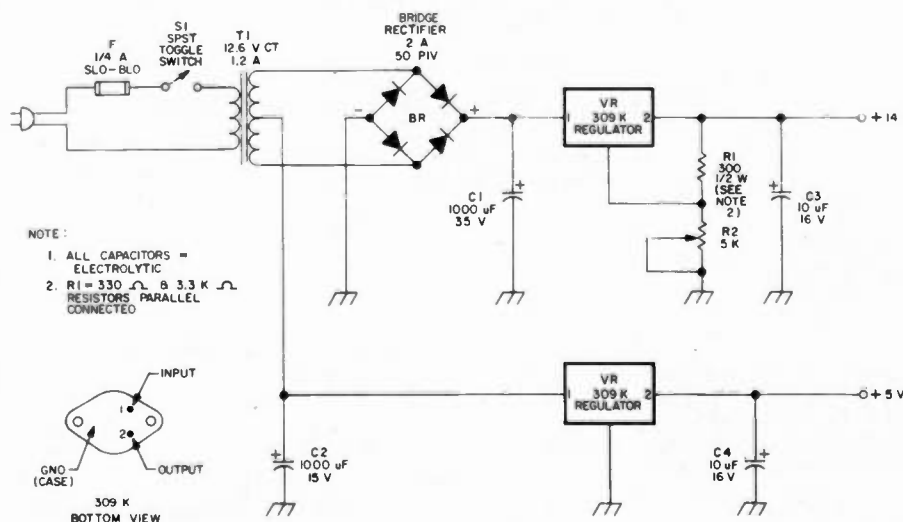 F
1/4 A
SLO-BLO
S1
SPST
TOGGLE
SWITCH
T1
12.6 V CT
1.2 A
BRIDGE
RECTIFIER
2 A
50 PIV
-
BR
+
+
C1
1000 uF
35 V
1
VR
309 K
REGULATOR
2
R1
300
1/2 W
(SEE
NOTE
2)
R2
5 K
+
C3
10 uF
16 V
+ 14
NOTE :
1. ALL CAPACITORS =
ELECTROLYTIC
2. R1 = 330 Ω & 3.3 K Ω
RESISTORS PARALLEL
CONNECTED
INPUT
1
2
GND
(CASE)
OUTPUT
309 K
BOTTOM VIEW
+
C2
1000 uF
15 V
1
VR
309 K
REGULATOR
2
+
C4
10 uF
16 V
+ 5 V